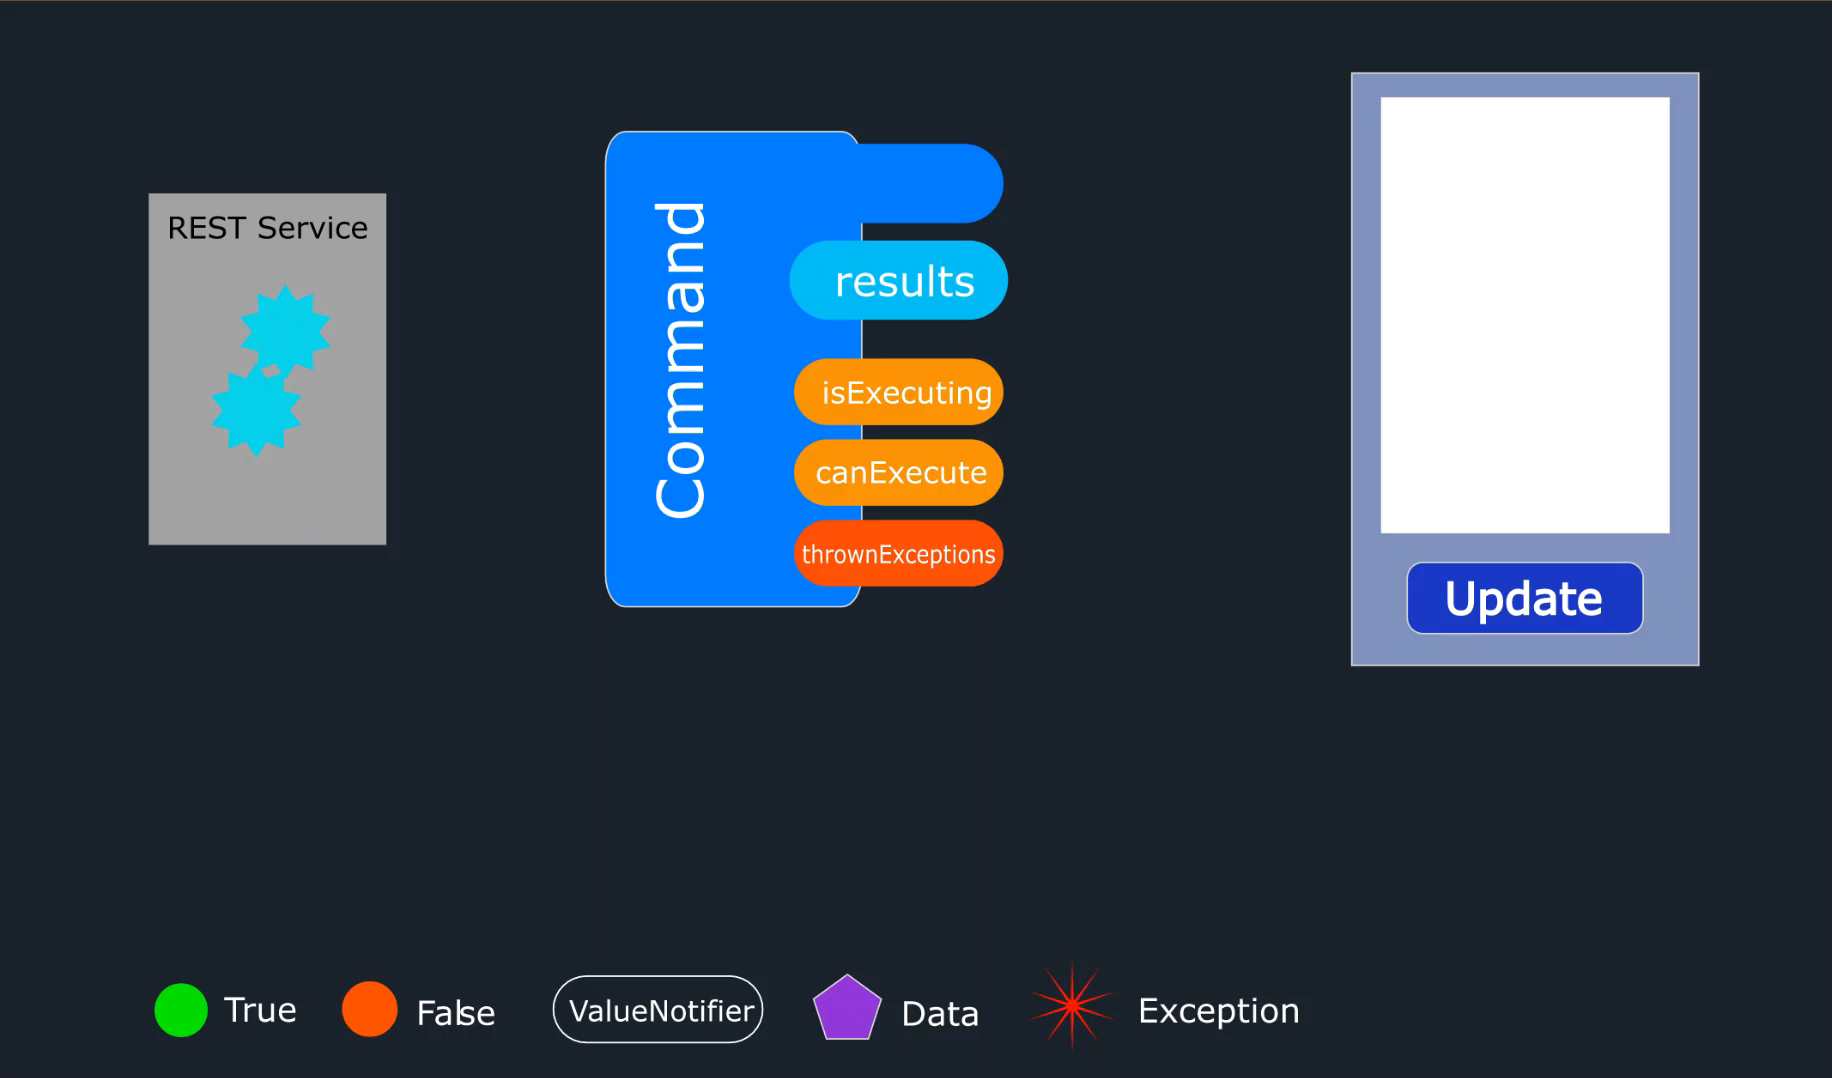 REST Service
Command
results
isExecuting
canExecute
thrownExceptions
Update
True
False
ValueNotifier
Data
Exception